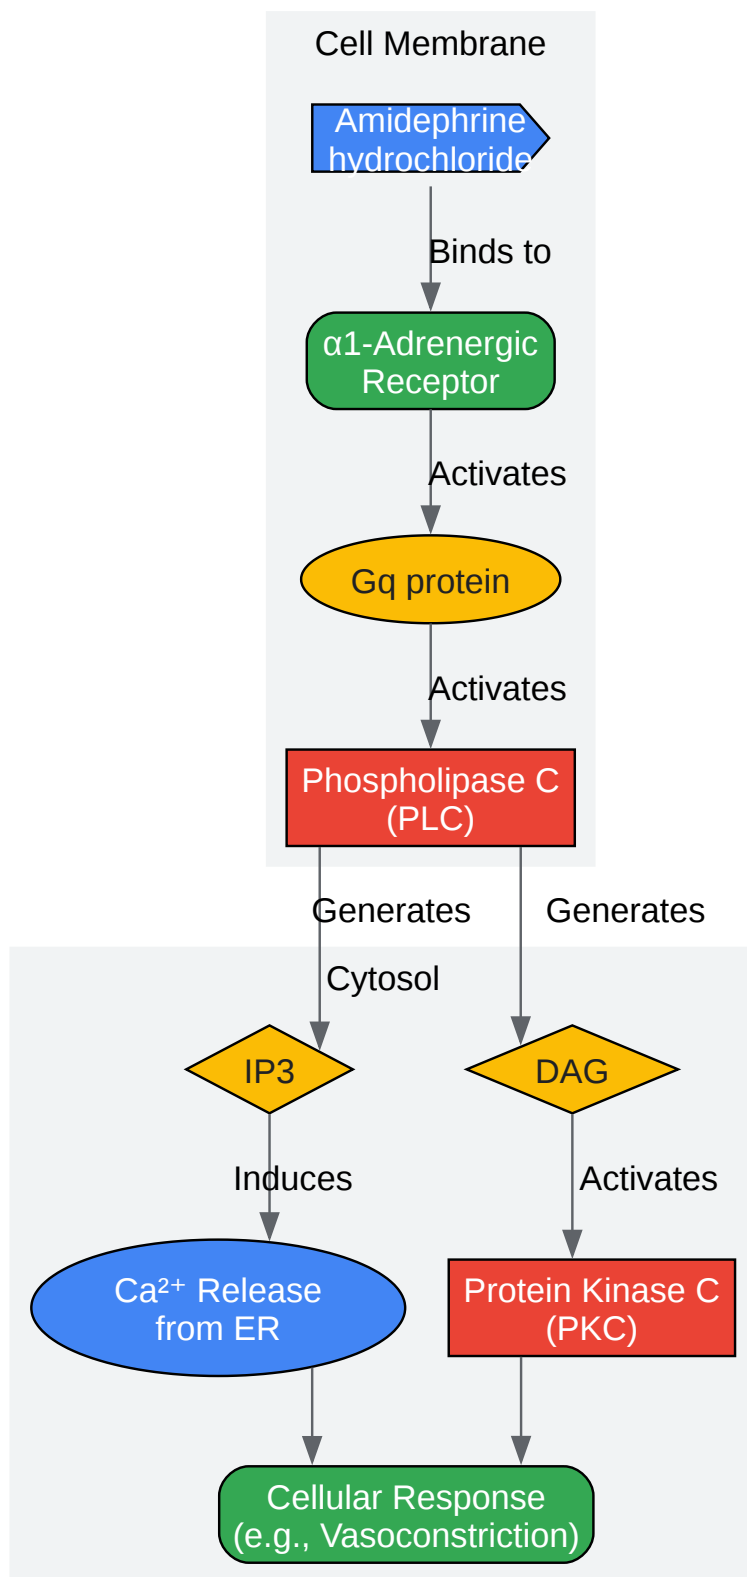 Cell Membrane
Amidephrine
hydrochloride
Binds to
α1-Adrenergic
Receptor
Activates
Gq protein
Activates
Phospholipase C
(PLC)
Generates
Generates
Cytosol
IP3
DAG
Induces
Activates
Ca²⁺ Release
from ER
Protein Kinase C
(PKC)
Cellular Response
(e.g., Vasoconstriction)